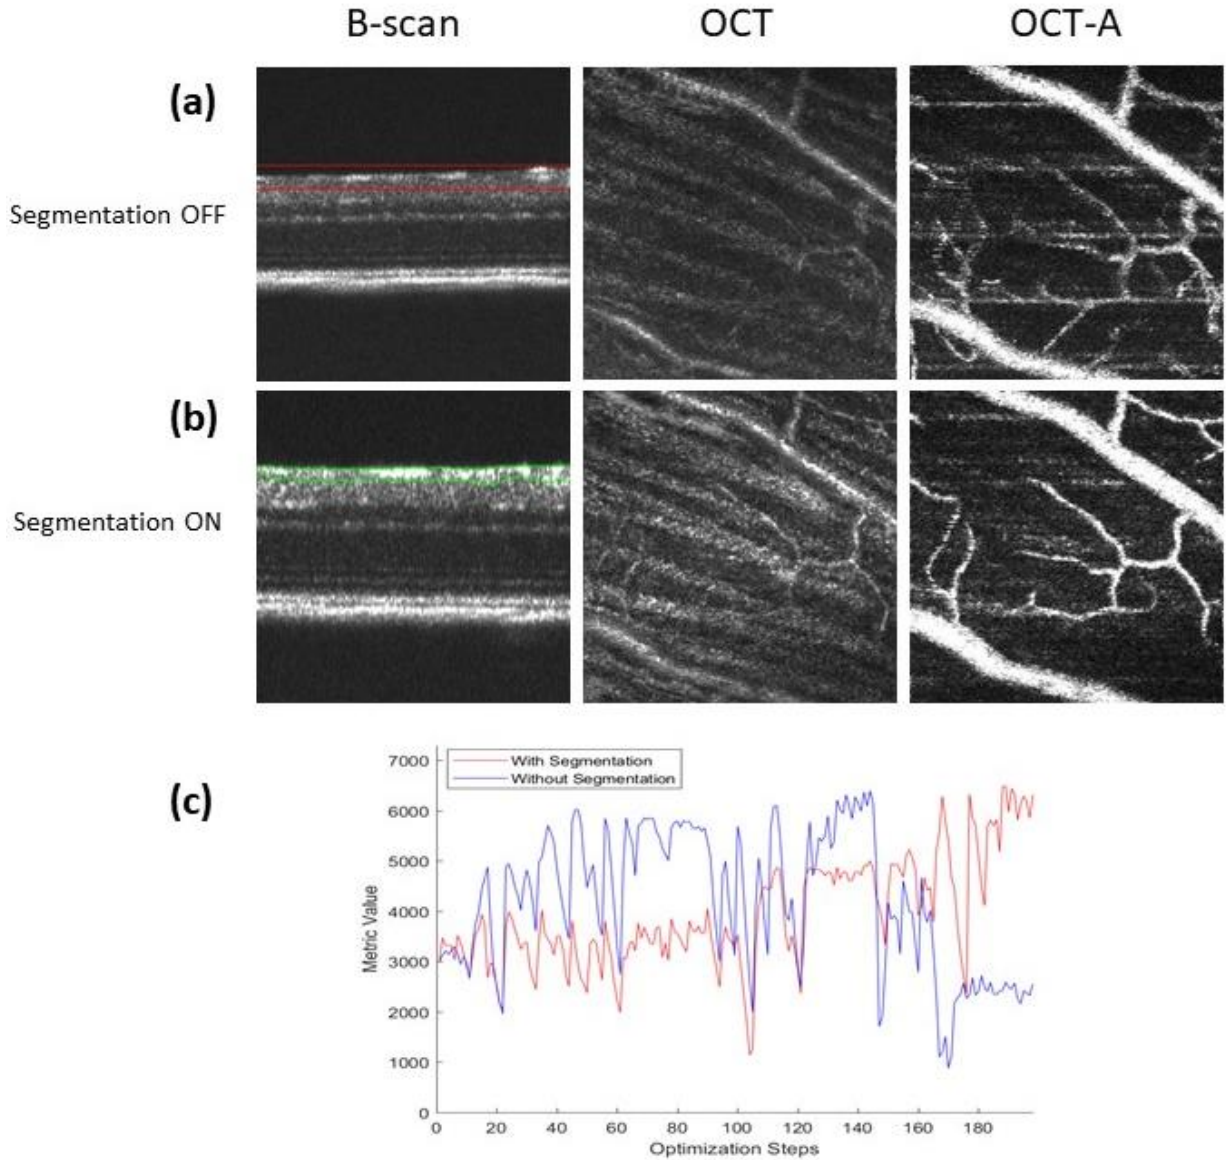 B-scan OCT OCT-A
(a)
Segmentation OFF
(b)
Segmentation ON
(c)
With Segmentation
Without Segmentation
7000
6000
5000
4000
3000
2000
1000
0
Metric Value
0 20 40 60 80 100 120 140 160 180
Optimization Steps